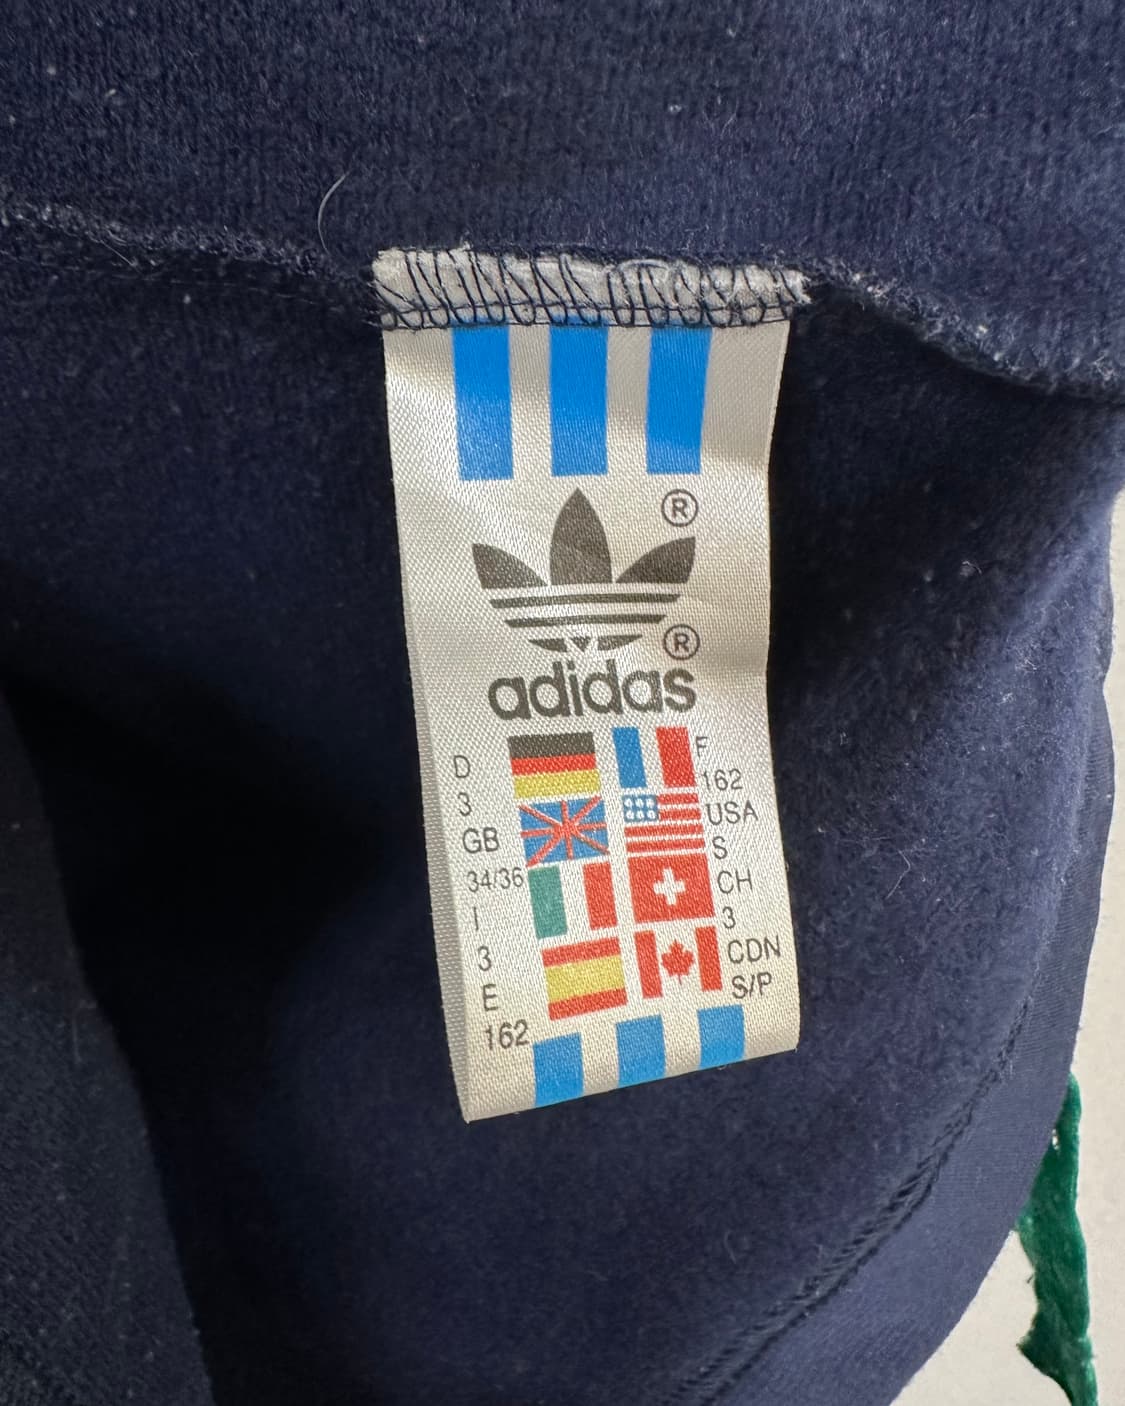 ®
®
adidas
D
3
GB
34/36
I
3
E
162
F
162
USA
S
CH
3
CDN
S/P